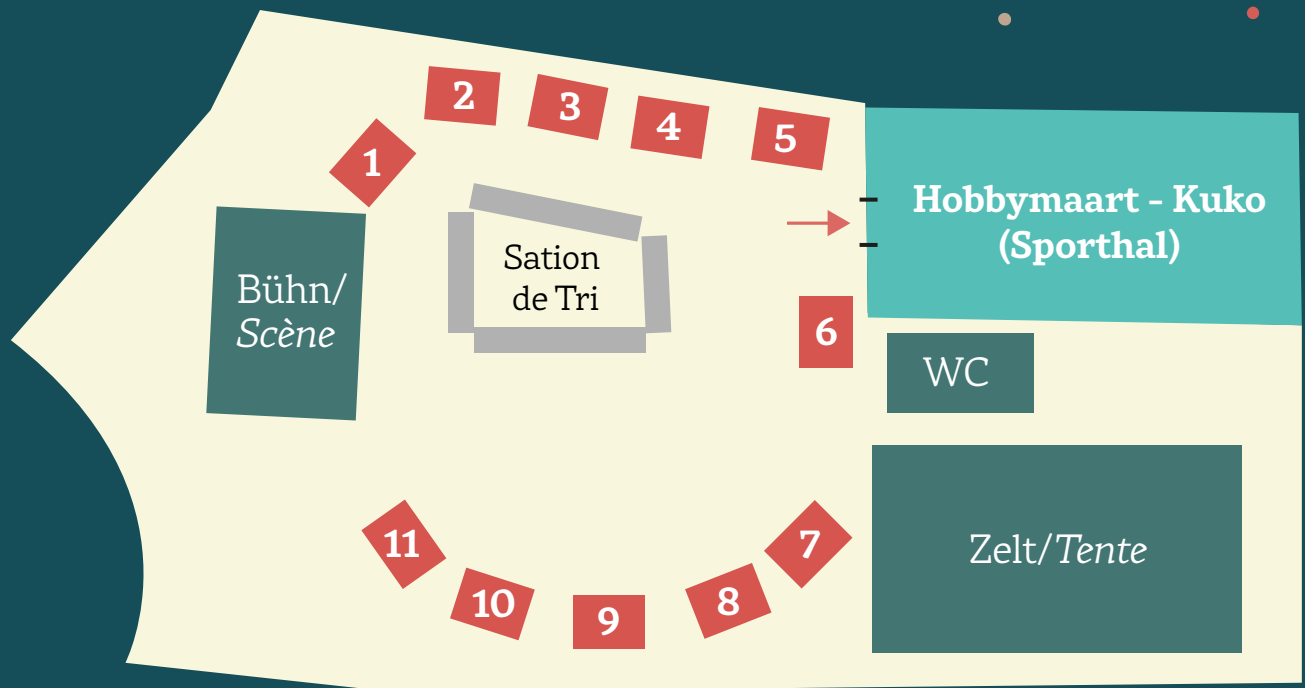 2
3
4
5
1
Hobbymaart - Kuko
(Sporthal)
Sation
de Tri
Bühn/
Scène
6
WC
11
7
Zelt/Tente
10
8
9